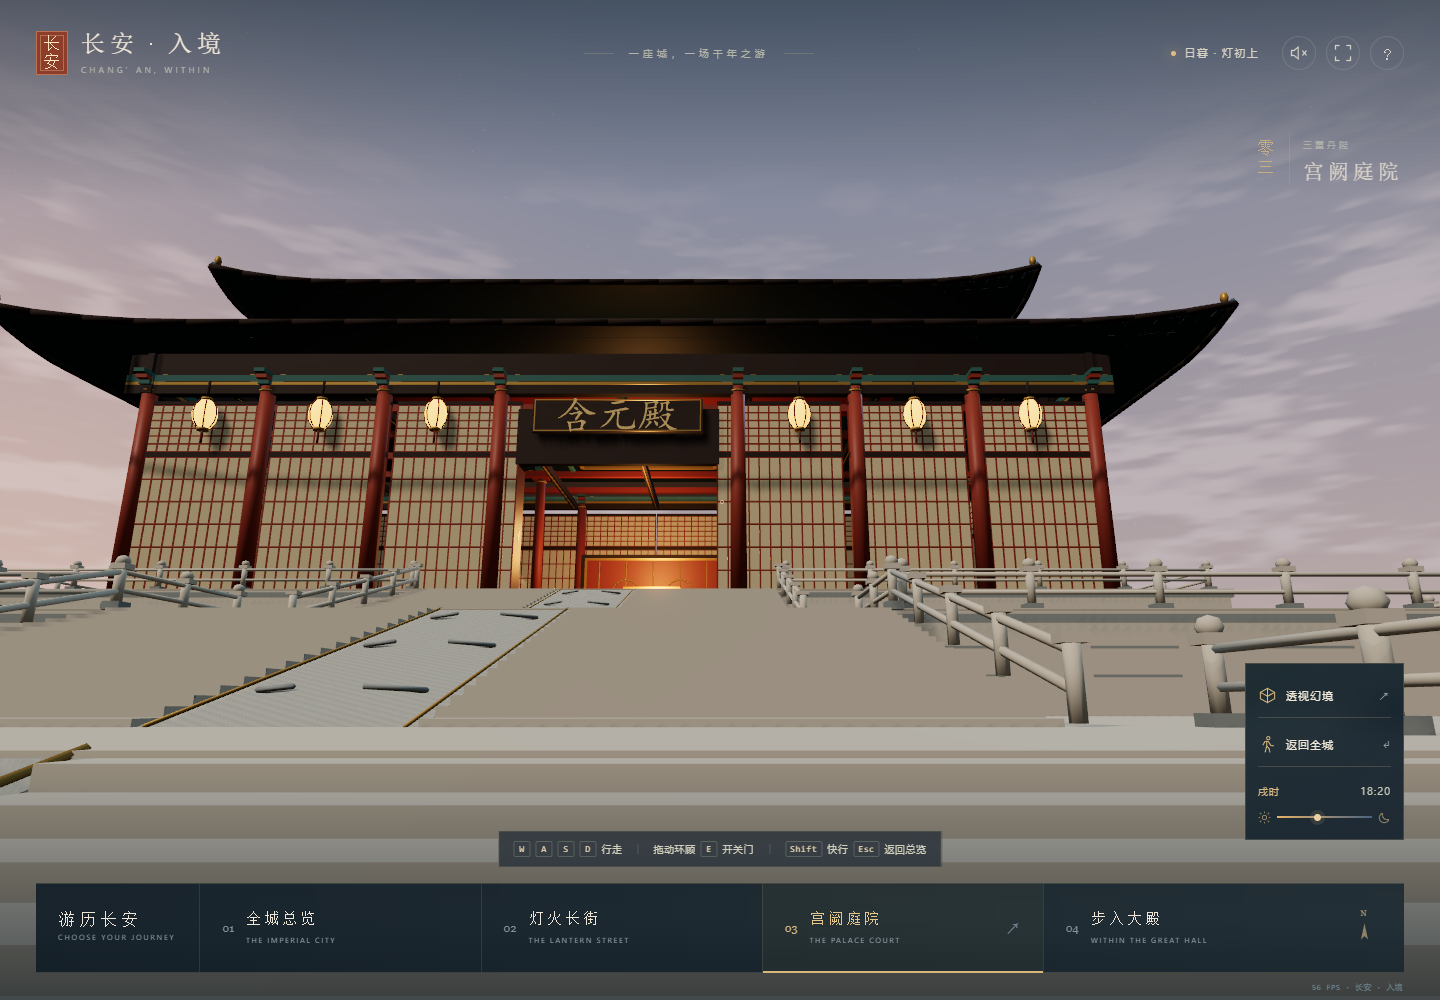 长安
长安 · 入境
CHANG' AN, WITHIN
一座城，一场千年之游
日暮 · 灯初上
?
零三
三重丹陛
宫阙庭院
含元殿
透视幻境
返回全城
戌时 18:20
W A S D 行走 拖动环顾 E 开关门 Shift 快行 Esc 返回总览
游历长安
CHOOSE YOUR JOURNEY
01 全城总览
THE IMPERIAL CITY
02 灯火长街
THE LANTERN STREET
03 宫阙庭院
THE PALACE COURT
04 步入大殿
WITHIN THE GREAT HALL
N
56 FPS · 长安 · 入境